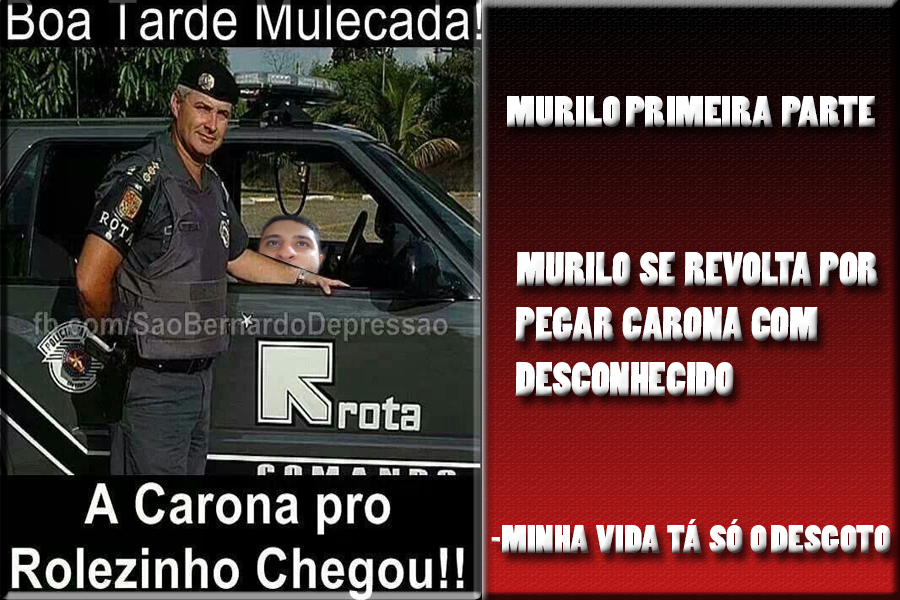 Boa Tarde Mulecada!
ROTA
fb.com/SaoBernardoDepressao
rota
COMANDO
A Carona pro
Rolezinho Chegou!!
MURILO PRIMEIRA PARTE
MURILO SE REVOLTA POR
PEGAR CARONA COM
DESCONHECIDO
-MINHA VIDA TÁ SÓ O DESGOTO